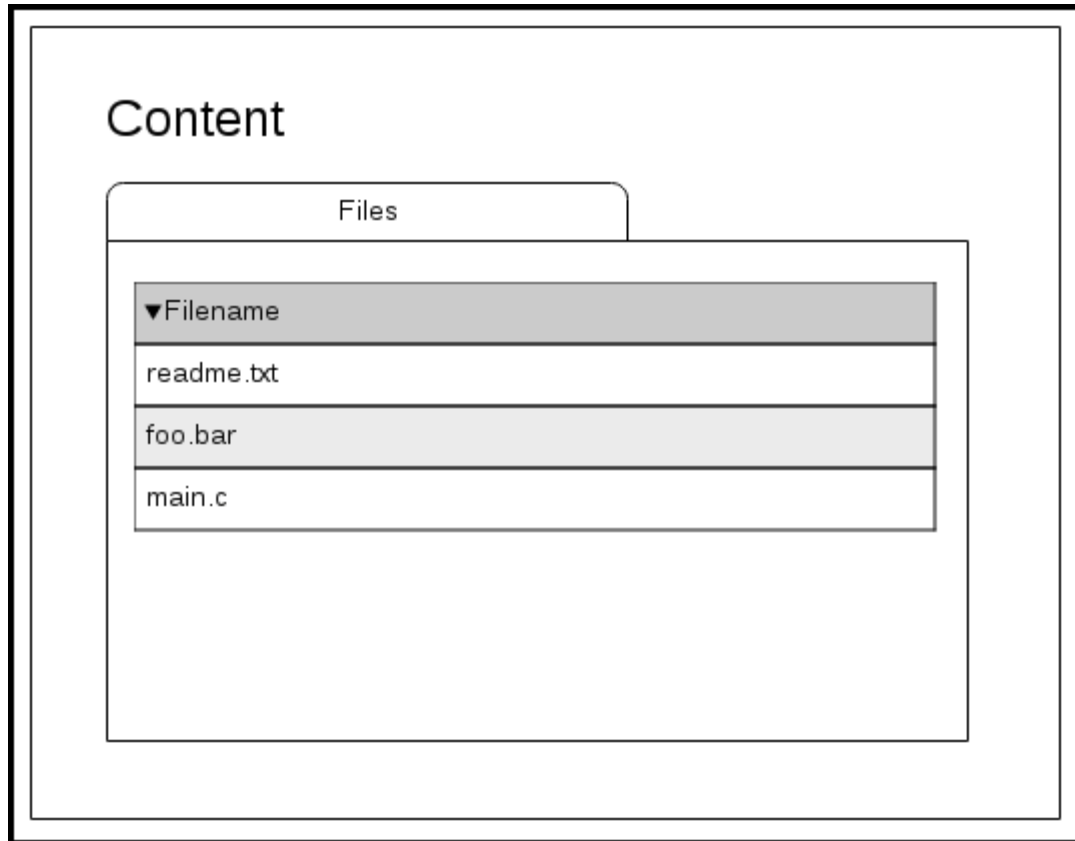 Content
Files
▼Filename
readme.txt
foo.bar
main.c